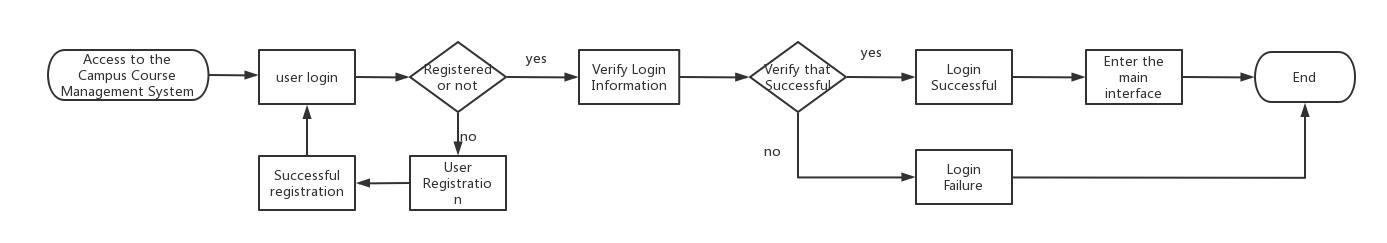 Access to the
Campus Course
Management System
user login
Registered
or not
yes
Verify Login
Information
Verify that
Successful
yes
Login
Successful
Enter the
main
interface
End
no
no
Successful
registration
User
Registratio
n
Login
Failure